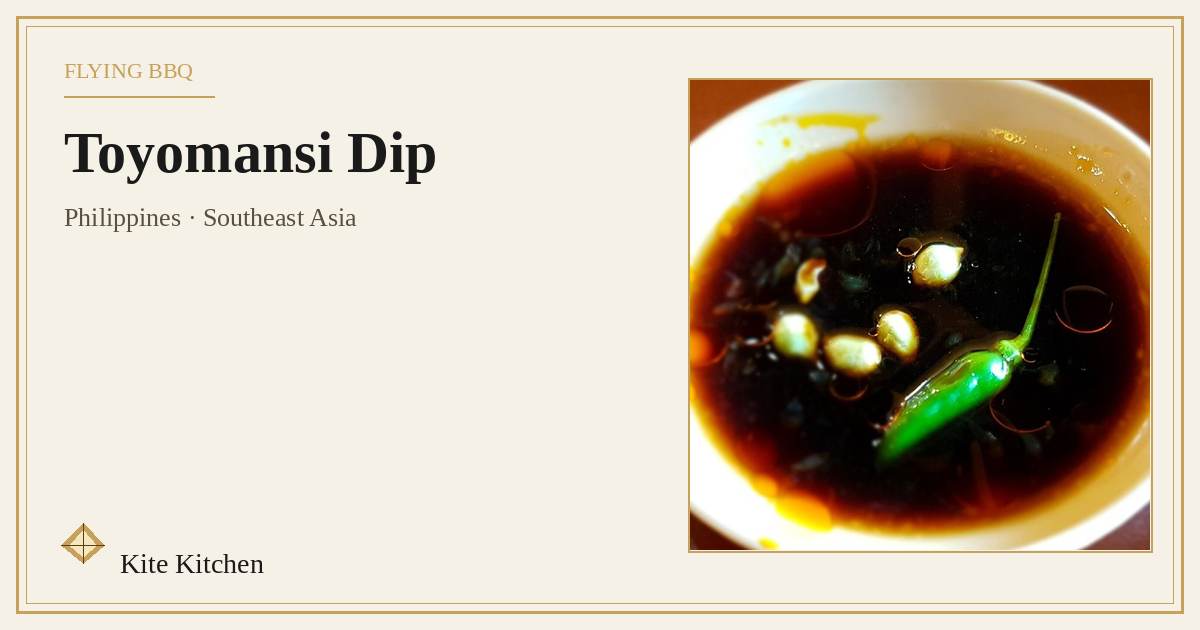 FLYING BBQ
Toyomansi Dip
Philippines · Southeast Asia
Kite Kitchen